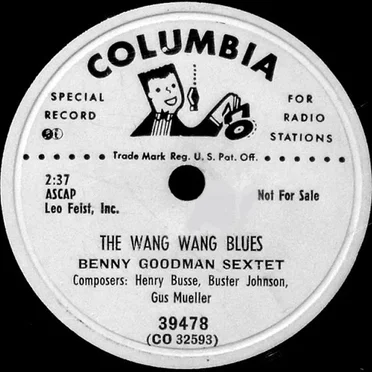 COLUMBIA
SPECIAL RECORD
FOR RADIO STATIONS
Trade Mark Reg. U.S. Pat. Off.
2:37
ASCAP
Leo Feist, Inc.
Not For Sale
THE WANG WANG BLUES
BENNY GOODMAN SEXTET
Composers: Henry Busse, Buster Johnson,
Gus Mueller
39478
(CO 32593)